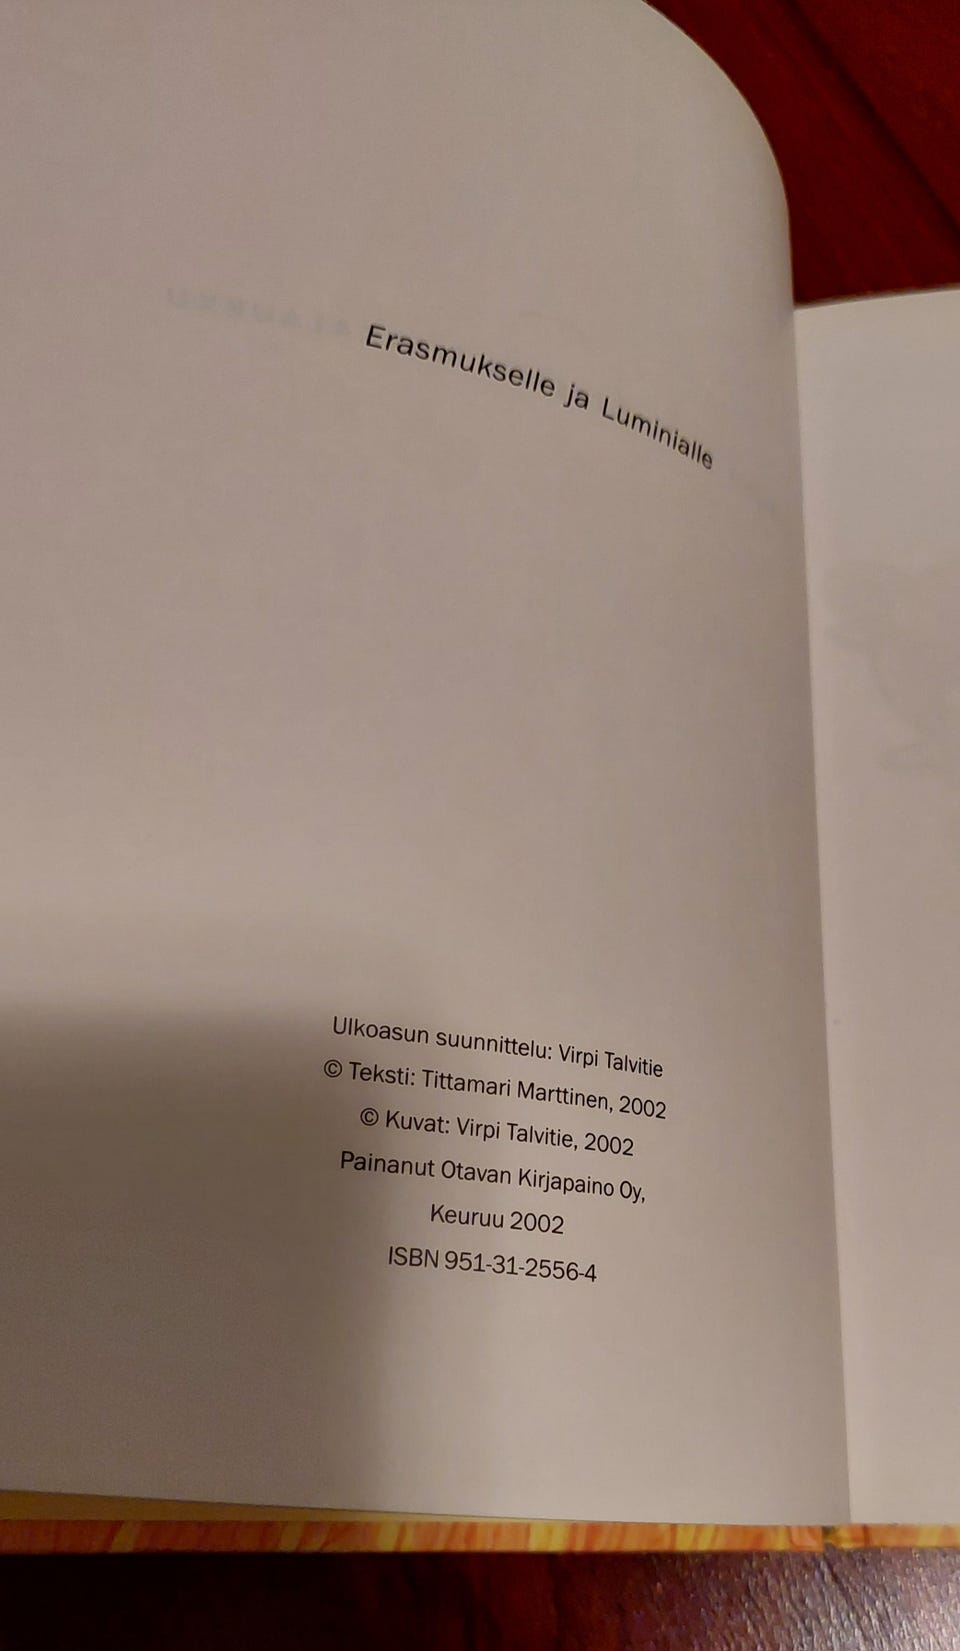 Erasmukselle ja Luminialle
Ulkoasun suunnittelu: Virpi Talvitie
© Teksti: Tittamari Marttinen, 2002
© Kuvat: Virpi Talvitie, 2002
Painanut Otavan Kirjapaino Oy,
Keuruu 2002
ISBN 951-31-2556-4